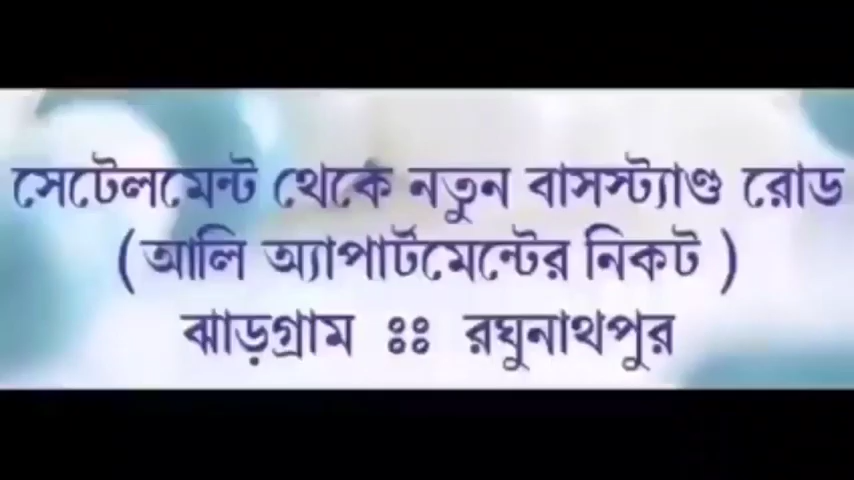 সেটেলমেন্ট থেকে নতুন বাসস্ট্যাণ্ড রোড
(আলি অ্যাপার্টমেন্টের নিকট )
ঝাড়গ্রাম ঃঃ রঘুনাথপুর